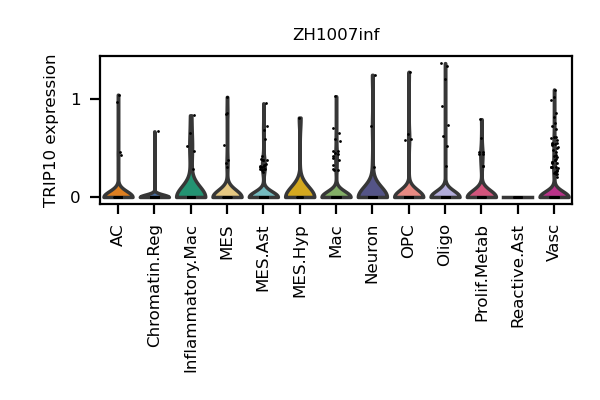 ZH1007inf
TRIP10 expression
1
0
AC
Chromatin.Reg
Inflammatory.Mac
MES
MES.Ast
MES.Hyp
Mac
Neuron
OPC
Oligo
Prolif.Metab
Reactive.Ast
Vasc